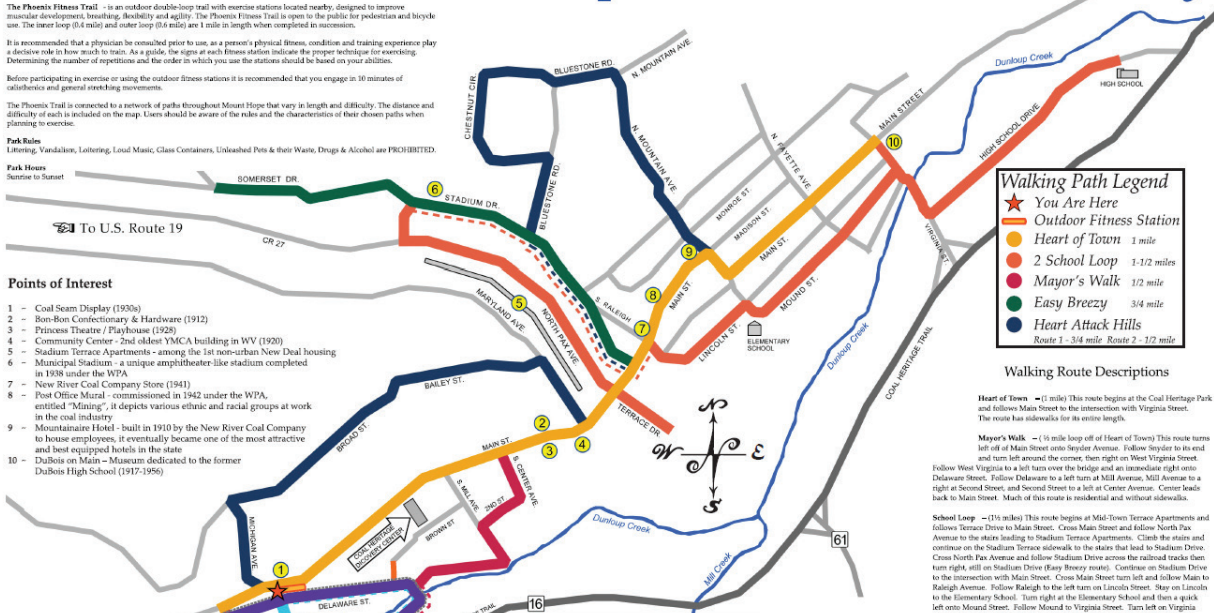 The Phoenix Fitness Trail - is an outdoor double-loop trail with exercise stations located nearby, designed to improve
muscular development, breathing, flexibility and agility. The Phoenix Fitness Trail is open to the public for pedestrian and bicycle
use. The inner loop (0.4 mile) and outer loop (0.6 mile) are 1 mile in length when completed in succession.
It is recommended that a physician be consulted prior to use, as a person's physical fitness, condition and training experience play
a decisive role in how much to train. As a guide, the signs at each fitness station indicate the proper technique for exercising.
Determining the number of repetitions and the order in which you use the stations should be based on your abilities.
Before participating in exercise or using the outdoor fitness stations it is recommended that you engage in 10 minutes of
calisthenics and general stretching movements.
The Phoenix Trail is connected to a network of paths throughout Mount Hope that vary in length and difficulty. The distance and
difficulty of each is included on the map. Users should be aware of the rules and the characteristics of their chosen paths when
planning to exercise.
Park Rules
Littering, Vandalism, Loitering, Loud Music, Glass Containers, Unleashed Pets & their Waste, Drugs & Alcohol are PROHIBITED.
Park Hours
Sunrise to Sunset
To U.S. Route 19
CR 27
SOMERSET DR.
6
STADIUM DR.
BLUESTONE RD.
CHESTNUT CIR.
BLUESTONE RD.
N. MOUNTAIN AVE.
N. MOUNTAIN AVE.
N. FAYETTE AVE.
MONROE ST.
MADISON ST.
MAIN ST.
MAIN STREET
10
Dunloup Creek
HIGH SCHOOL
HIGH SCHOOL DRIVE
VIRGINIA ST.
MOUND ST.
LINCOLN ST.
ELEMENTARY
SCHOOL
9
8
MAIN ST
7
S. RALEIGH
5
MARYLAND AVE.
NORTH PAX AVE.
TERRACE DR
Dunloup Creek
COAL HERITAGE TRAIL
Points of Interest
1 - Coal Seam Display (1930s)
2 - Bon-Bon Confectionary & Hardware (1912)
3 - Princess Theatre / Playhouse (1928)
4 - Community Center - 2nd oldest YMCA building in WV (1920)
5 - Stadium Terrace Apartments - among the 1st non-urban New Deal housing
6 - Municipal Stadium - a unique amphitheater-like stadium completed
in 1938 under the WPA
7 - New River Coal Company Store (1941)
8 - Post Office Mural - commissioned in 1942 under the WPA,
entitled "Mining", it depicts various ethnic and racial groups at work
in the coal industry
9 - Mountainaire Hotel - built in 1910 by the New River Coal Company
to house employees, it eventually became one of the most attractive
and best equipped hotels in the state
10 - DuBois on Main – Museum dedicated to the former
DuBois High School (1917-1956)
BAILEY ST.
BROAD ST.
MICHIGAN AVE.
MAIN ST.
2
3
4
S. CENTER AVE.
2ND ST.
S. MILL AVE.
BROWN ST
COAL HERITAGE
DICOVERY CENTER
1
DELAWARE ST.
TRAIL
16
61
Dunloup Creek
Mill Creek
N
W
E
S
Walking Path Legend
You Are Here
Outdoor Fitness Station
Heart of Town 1 mile
2 School Loop 1-1/2 miles
Mayor's Walk 1/2 mile
Easy Breezy 3/4 mile
Heart Attack Hills
Route 1 - 3/4 mile Route 2 - 1/2 mile
Walking Route Descriptions
Heart of Town – (1 mile) This route begins at the Coal Heritage Park
and follows Main Street to the intersection with Virginia Street.
The route has sidewalks for its entire length.
Mayor's Walk – ( ½ mile loop off of Heart of Town) This route turns
left off of Main Street onto Snyder Avenue. Follow Snyder to its end
and turn left around the corner, then right on West Virginia Street.
Follow West Virginia to a left turn over the bridge and an immediate right onto
Delaware Street. Follow Delaware to a left turn at Mill Avenue, Mill Avenue to a
right at Second Street, and Second Street to a left at Center Avenue. Center leads
back to Main Street. Much of this route is residential and without sidewalks.
School Loop – (1½ miles) This route begins at Mid-Town Terrace Apartments and
follows Terrace Drive to Main Street. Cross Main Street and follow North Pax
Avenue to the stairs leading to Stadium Terrace Apartments. Climb the stairs and
continue on the Stadium Terrace sidewalk to the stairs that lead to Stadium Drive.
Cross North Pax Avenue and follow Stadium Drive across the railroad tracks then
turn right, still on Stadium Drive (Easy Breezy route). Continue on Stadium Drive
to the intersection with Main Street. Cross Main Street turn left and follow Main to
Raleigh Avenue. Follow Raleigh to the left turn on Lincoln Street. Stay on Lincoln
to the Elementary School. Turn right at the Elementary School and then a quick
left onto Mound Street. Follow Mound to Virginia Street. Turn left on Virginia